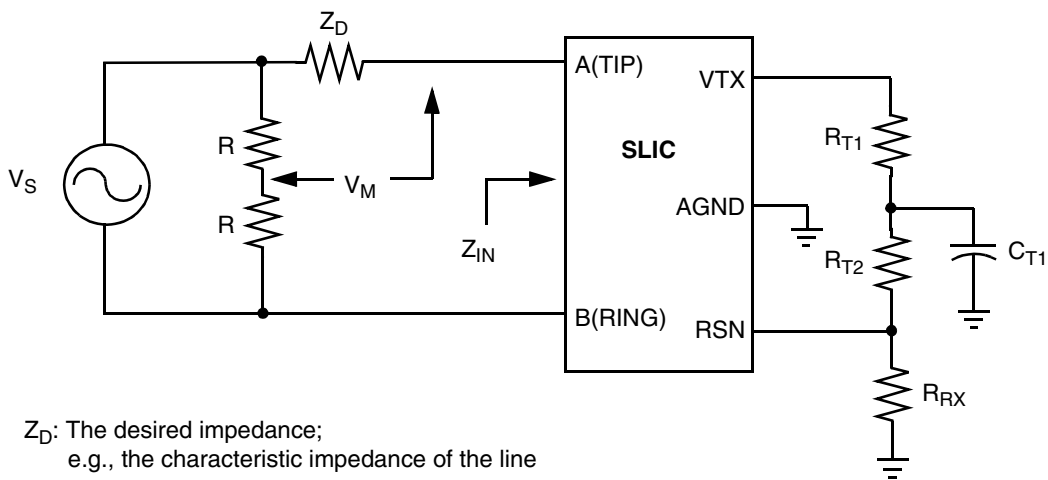 Z_D
A(TIP)
VTX
R_T1
SLIC
R
V_S
V_M
AGND
Z_IN
R
R_T2
C_T1
B(RING)
RSN
R_RX
Z_D: The desired impedance;
e.g., the characteristic impedance of the line